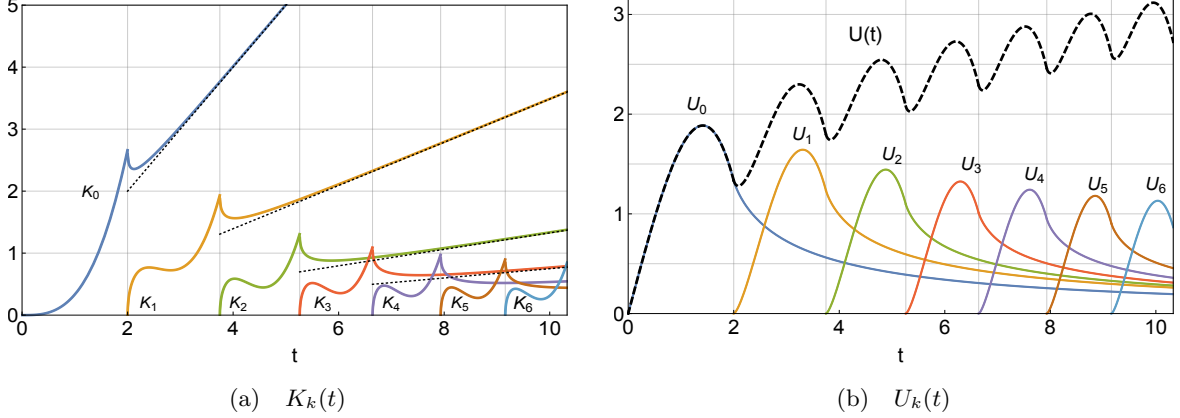 5
4
3
2
1
0
K₀
K₁
K₂
K₃
K₄
K₅
K₆
0 2 4 6 8 10
t
(a) Kₖ(t)
3
2
1
0
U(t)
U₀
U₁
U₂
U₃
U₄
U₅
U₆
0 2 4 6 8 10
t
(b) Uₖ(t)